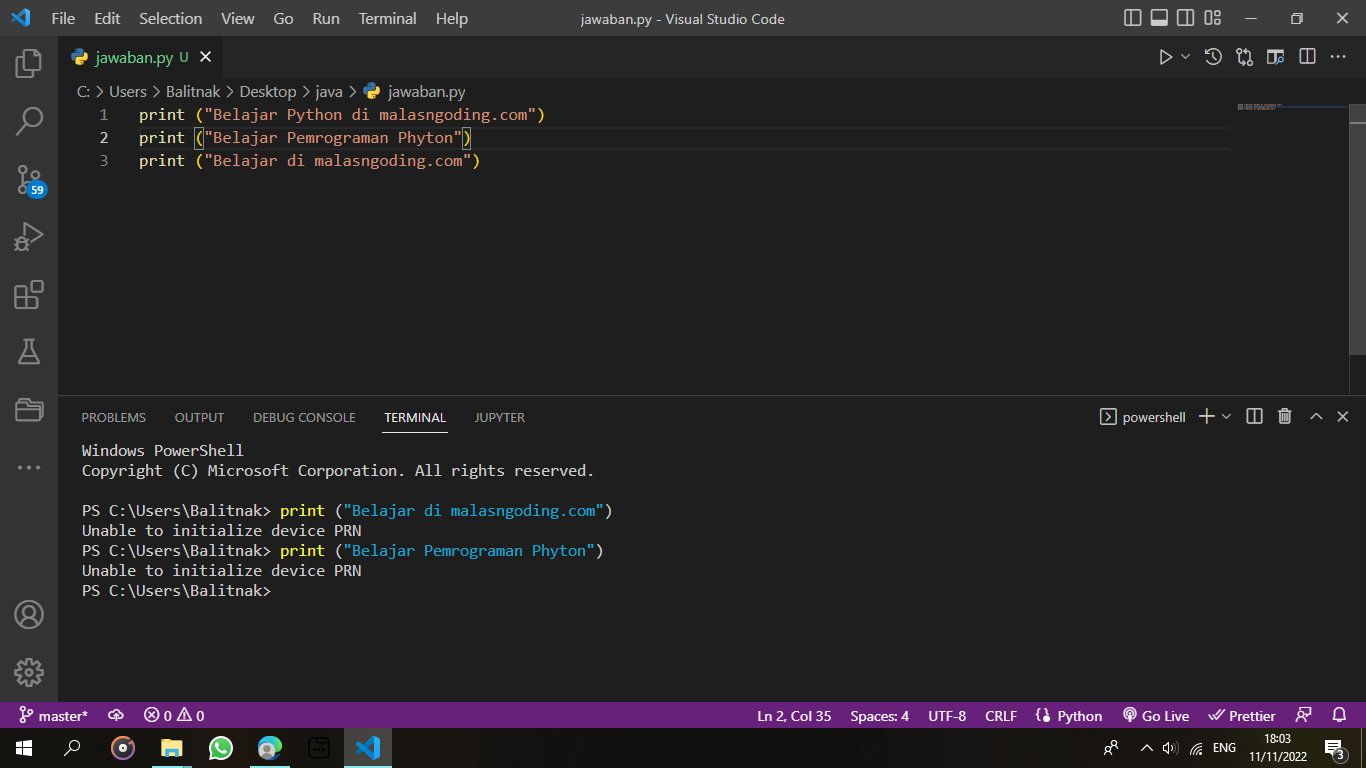 File Edit Selection View Go Run Terminal Help jawaban.py - Visual Studio Code
jawaban.py U
C: > Users > Balitnak > Desktop > java > jawaban.py
1 print ("Belajar Python di malasngoding.com")
2 print ("Belajar Pemrograman Phyton")
3 print ("Belajar di malasngoding.com")
59
PROBLEMS OUTPUT DEBUG CONSOLE TERMINAL JUPYTER powershell
Windows PowerShell
Copyright (C) Microsoft Corporation. All rights reserved.
PS C:\Users\Balitnak> print ("Belajar di malasngoding.com")
Unable to initialize device PRN
PS C:\Users\Balitnak> print ("Belajar Pemrograman Phyton")
Unable to initialize device PRN
PS C:\Users\Balitnak>
master* 0 0 Ln 2, Col 35 Spaces: 4 UTF-8 CRLF Python Go Live Prettier
ENG 18:03
11/11/2022 3